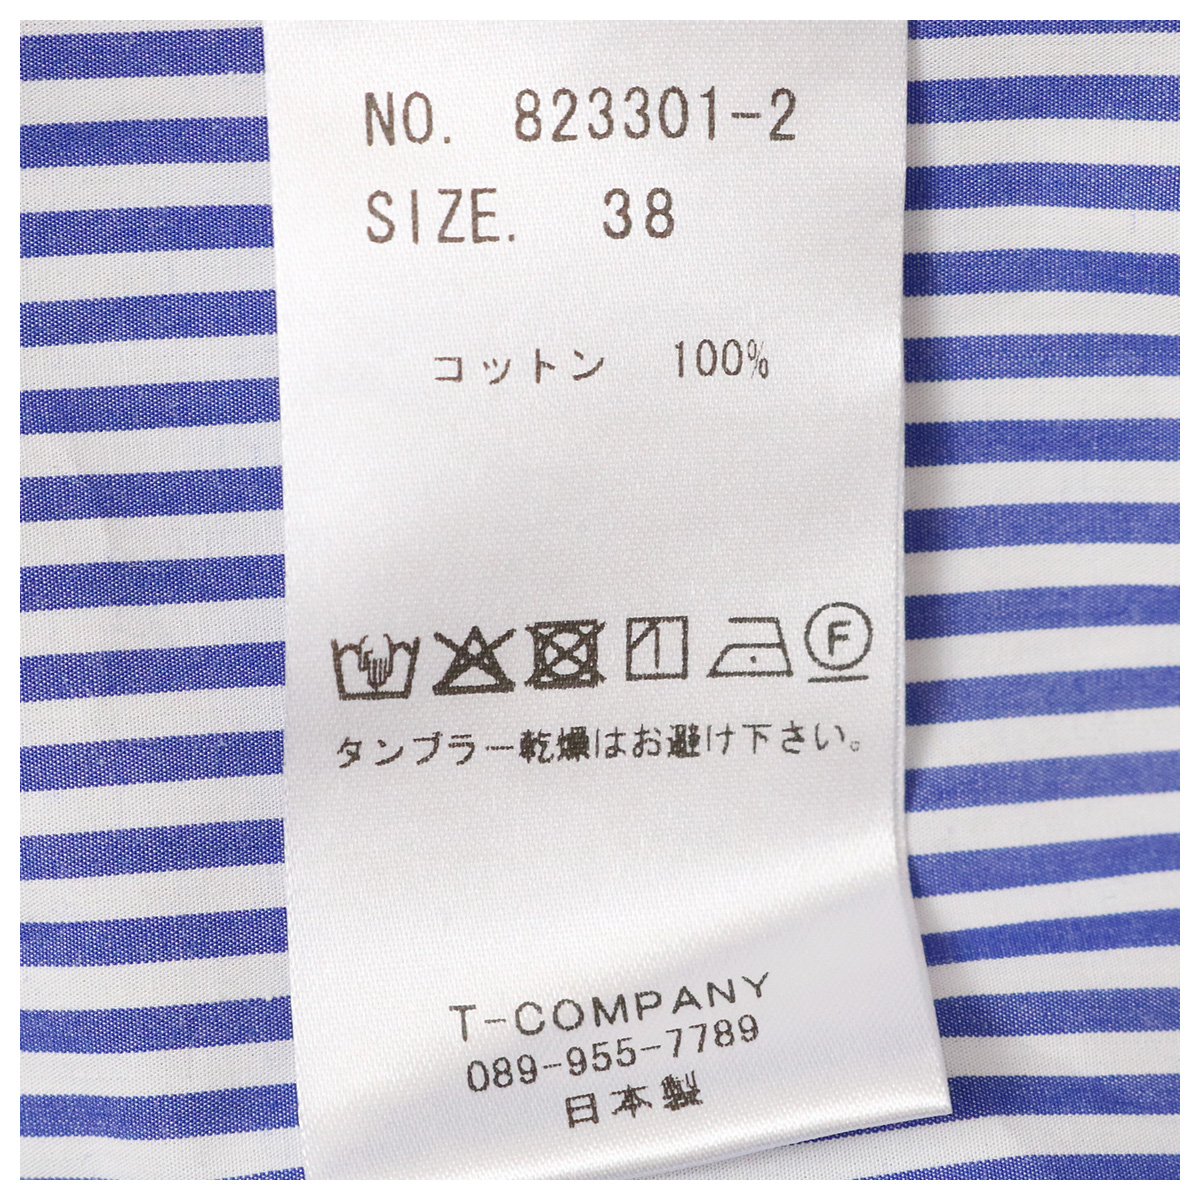 NO. 823301-2
SIZE. 38
コットン 100%
F
タンブラー乾燥はお避け下さい。
T-COMPANY
089-955-7789
日本製